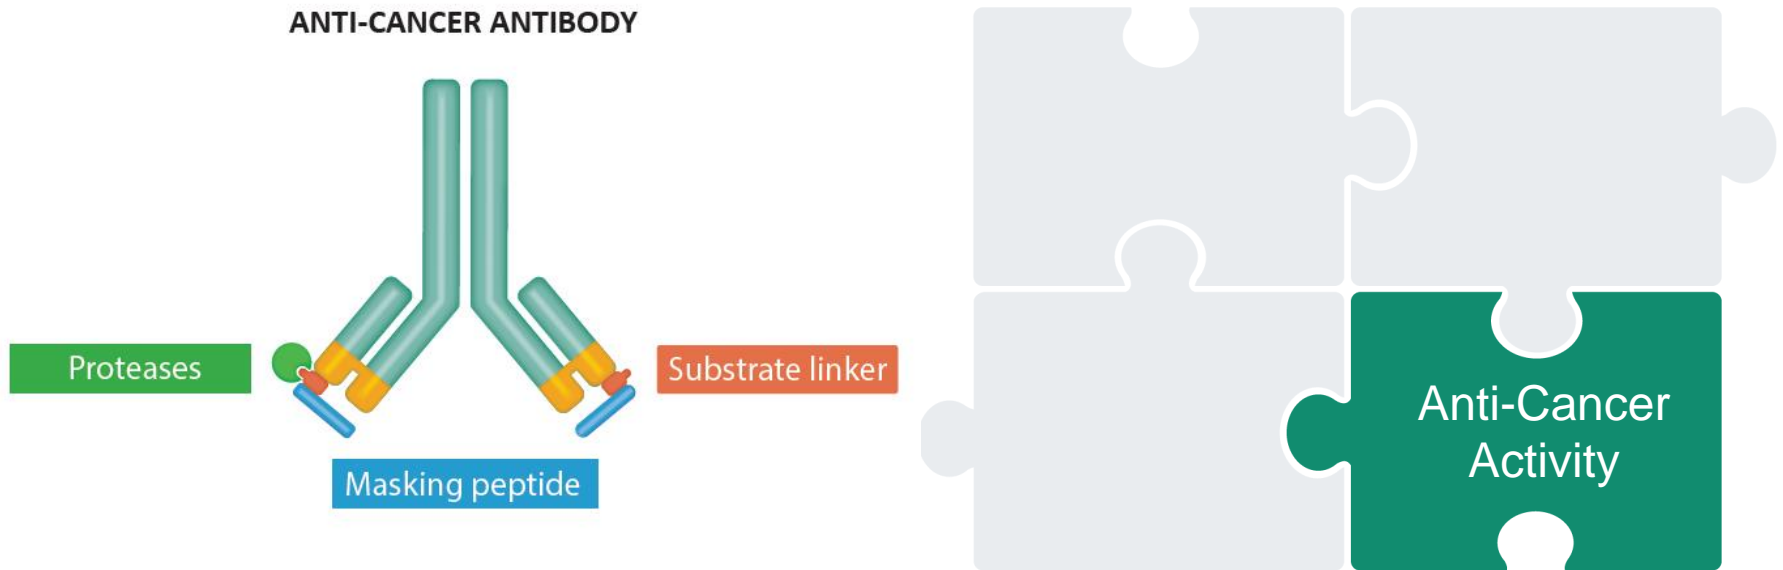 ANTI-CANCER ANTIBODY
Proteases
Substrate linker
Masking peptide
Anti-Cancer
Activity